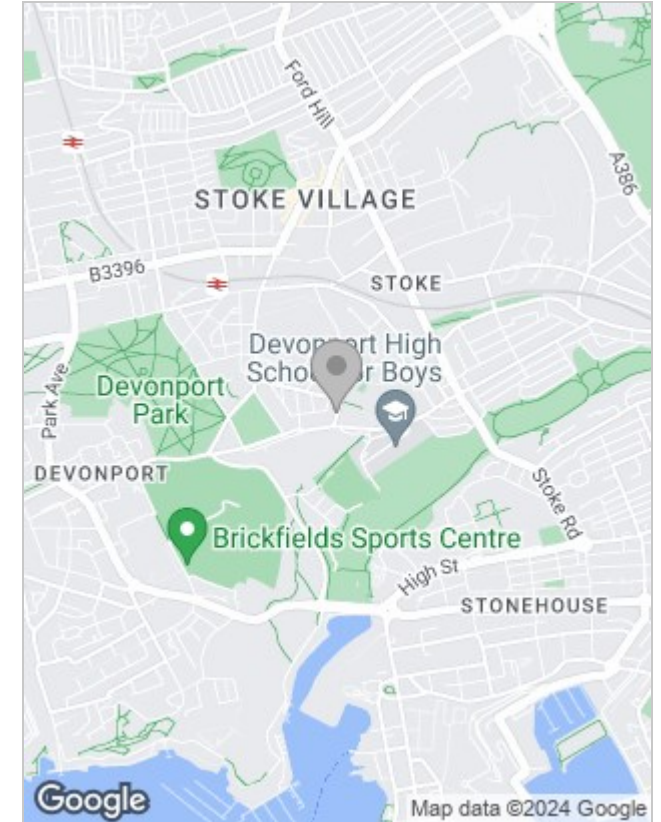 Ford Hill
A386
STOKE VILLAGE
B3396
STOKE
Devonport High
School for Boys
Devonport
Park
Park Ave
DEVONPORT
Stoke Rd
Brickfields Sports Centre
High St
STONEHOUSE
Google
Map data ©2024 Google